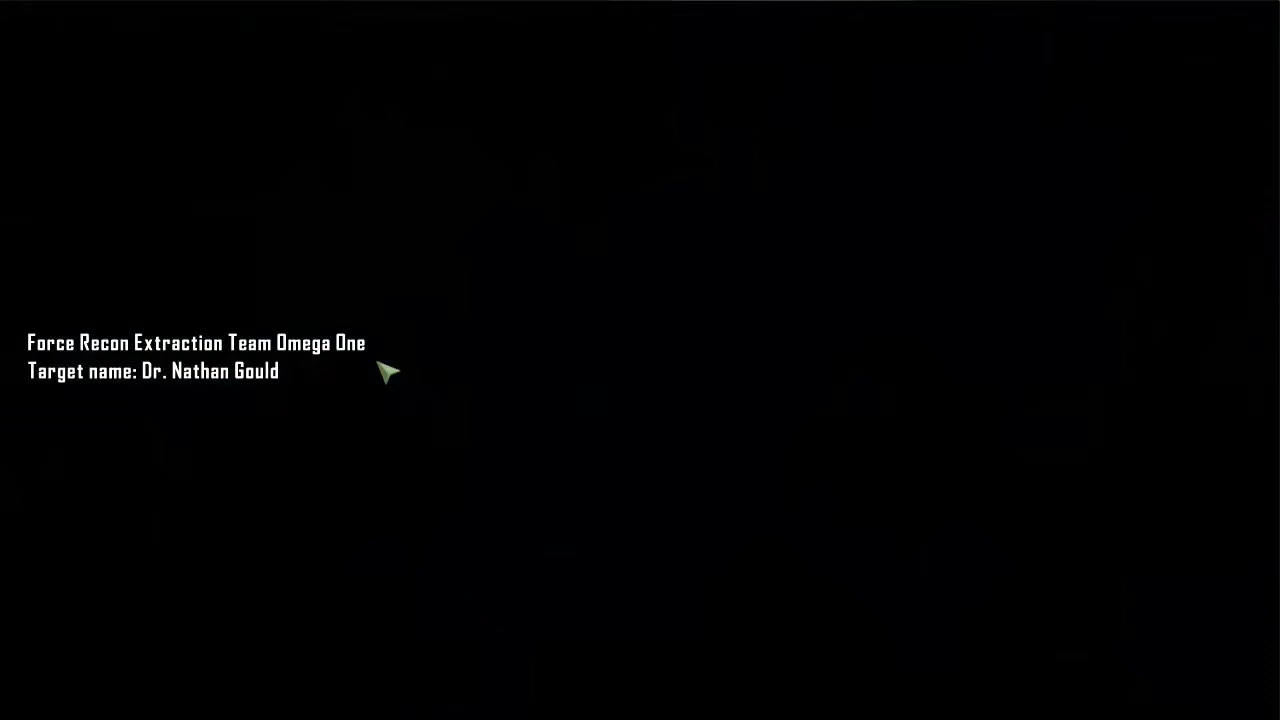 Force Recon Extraction Team Omega One
Target name: Dr. Nathan Gould